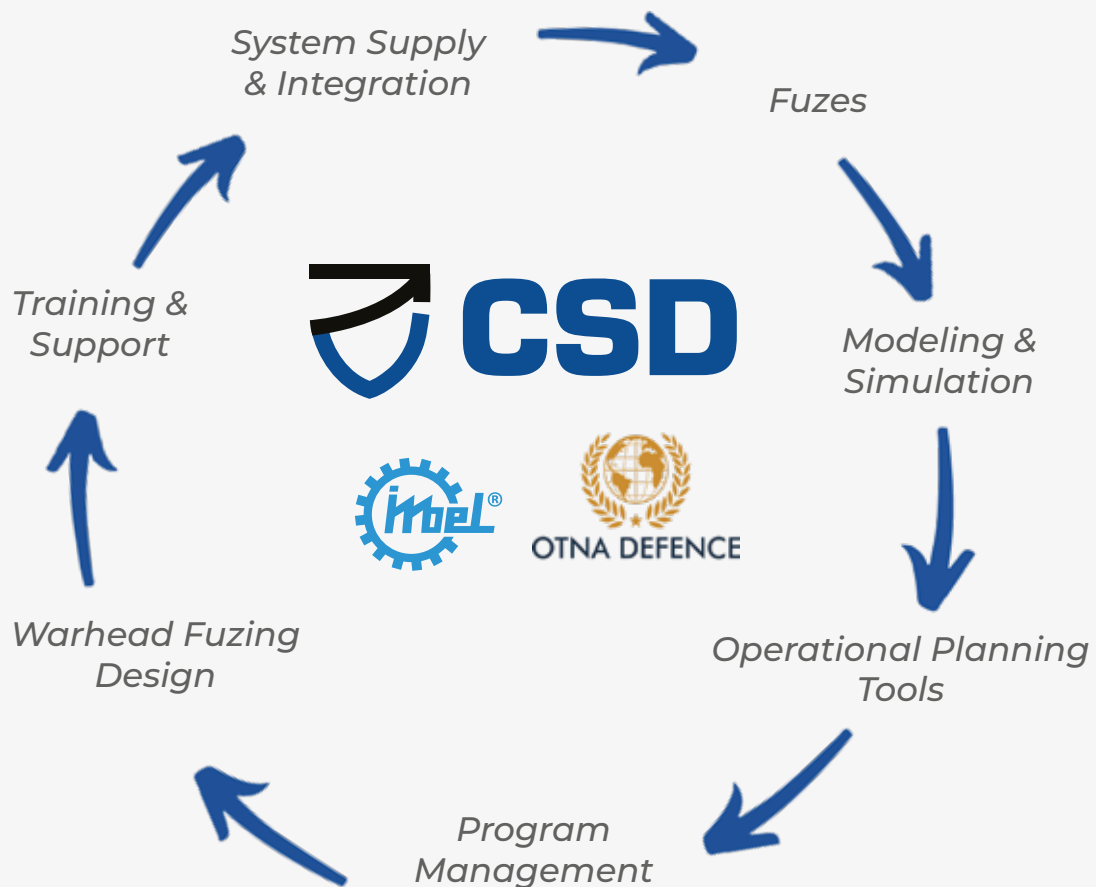 System Supply
& Integration
Fuzes
Training &
Support
CSD
Modeling &
Simulation
imbel®
OTNA DEFENCE
Warhead Fuzing
Design
Operational Planning
Tools
Program
Management